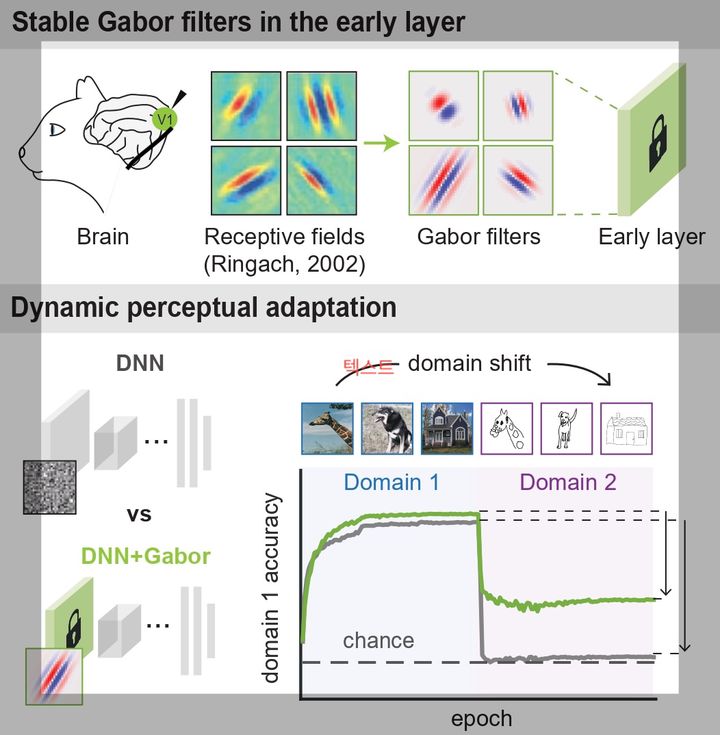 Stable Gabor filters in the early layer
V1
Brain
Receptive fields
(Ringach, 2002)
Gabor filters
Early layer
Dynamic perceptual adaptation
DNN
vs
DNN+Gabor
텍스트
domain shift
Domain 1
Domain 2
domain 1 accuracy
chance
epoch